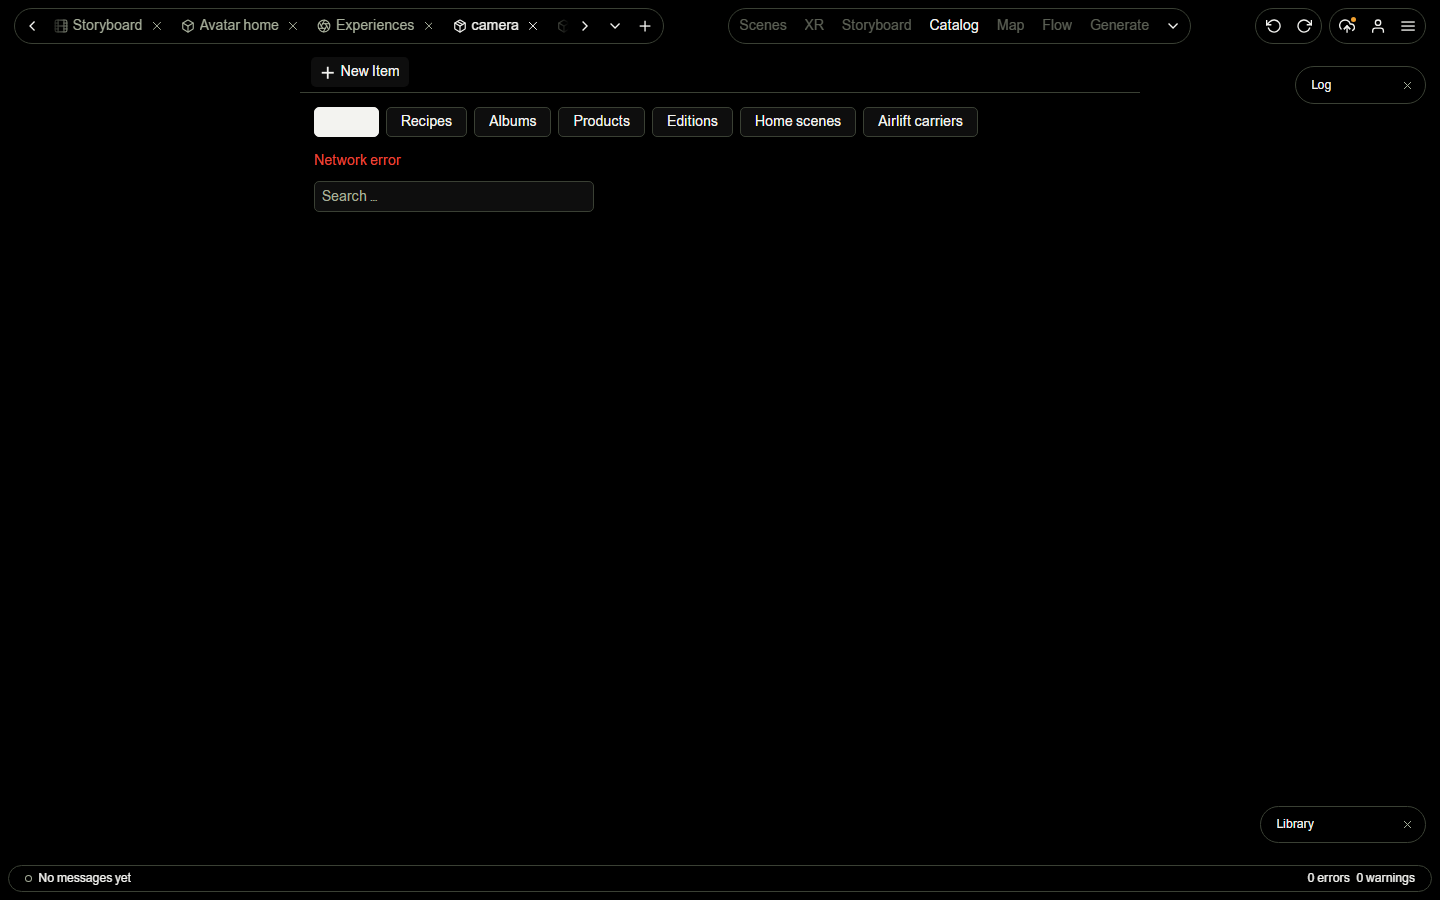 Storyboard Avatar home Experiences camera Scenes XR Storyboard Catalog Map Flow Generate
New Item
Log
Recipes Albums Products Editions Home scenes Airlift carriers
Network error
Search ...
Library
No messages yet 0 errors 0 warnings